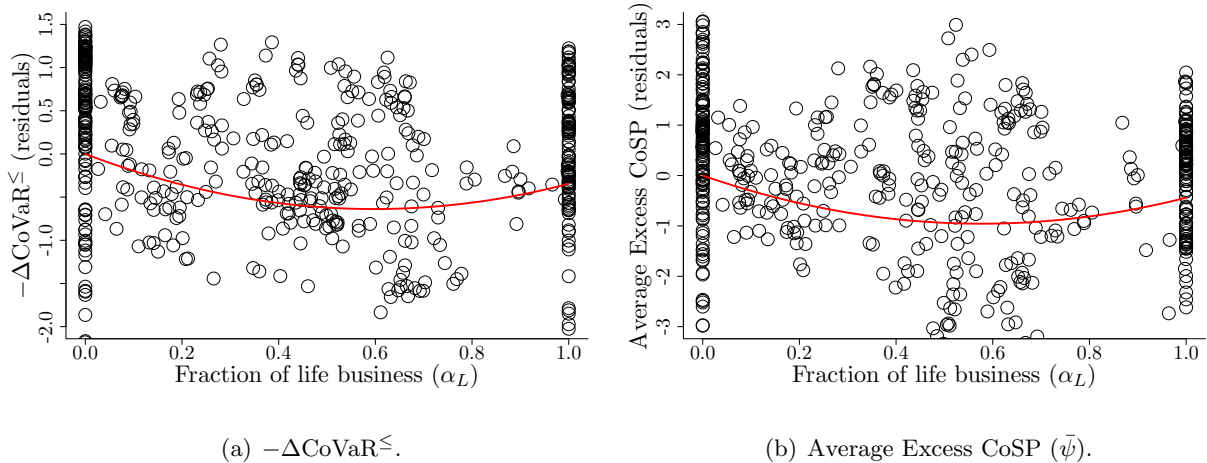 −ΔCoVaR≤ (residuals)
1.5
1.0
0.5
0.0
-1.0
-2.0
0.0 0.2 0.4 0.6 0.8 1.0
Fraction of life business (αL)
(a) −ΔCoVaR≤.
Average Excess CoSP (residuals)
3
2
1
0
-1
-2
-3
0.0 0.2 0.4 0.6 0.8 1.0
Fraction of life business (αL)
(b) Average Excess CoSP (ψ̄).